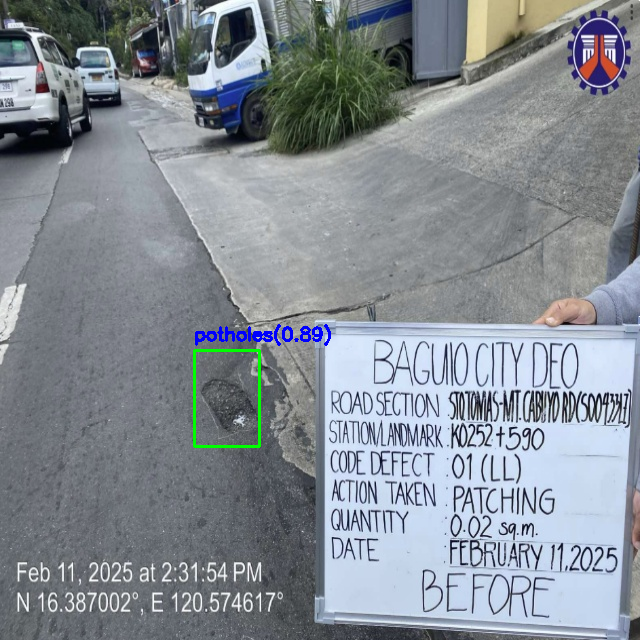 potholes(0.89)
BAGUIO CITY DEO
ROAD SECTION : STO.TOMAS-MT.CABUYO RD(S00433LZ)
STATION/LANDMARK : K0252+590
CODE DEFECT : 01 (LL)
ACTION TAKEN : PATCHING
QUANTITY : 0.02 sq.m.
DATE : FEBRUARY 11, 2025
BEFORE
Feb 11, 2025 at 2:31:54 PM
N 16.387002°, E 120.574617°